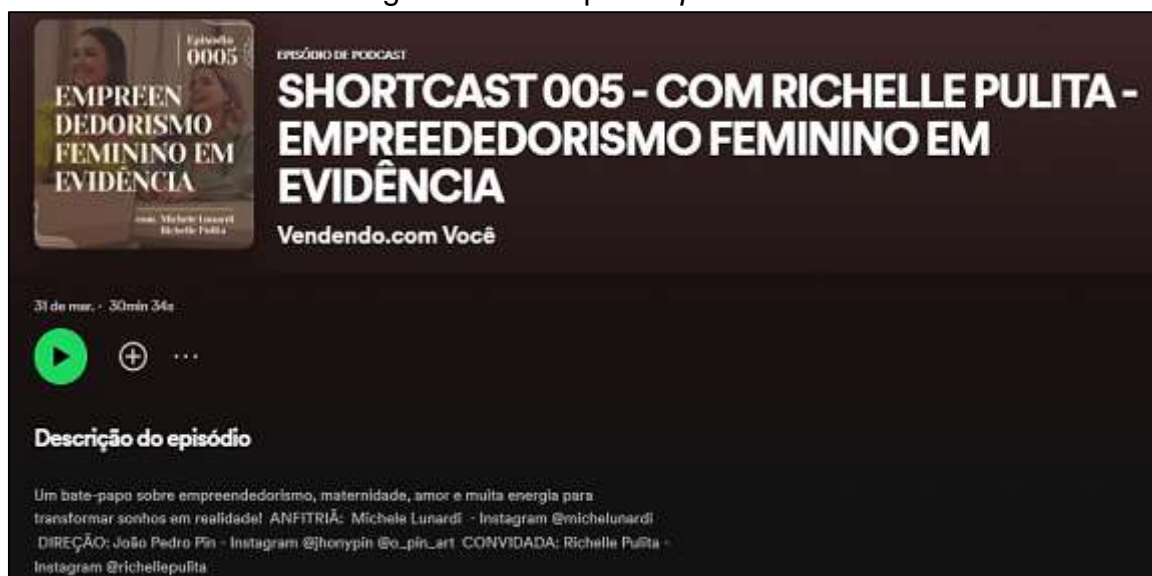 Episódio
0005
EMPREEN
DEDORISMO
FEMININO EM
EVIDÊNCIA
com. Michele Lunardi
Richelle Pulita
EPISÓDIO DE PODCAST
SHORTCAST 005 - COM RICHELLE PULITA -
EMPREEDEDORISMO FEMININO EM
EVIDÊNCIA
Vendendo.com Você
31 de mar. · 30min 34s
Descrição do episódio
Um bate-papo sobre empreendedorismo, maternidade, amor e muita energia para
transformar sonhos em realidade! ANFITRIÃ: Michele Lunardi - Instagram @michelunardi
DIREÇÃO: João Pedro Pin - Instagram @jhonypin @o_pin_art CONVIDADA: Richelle Pulita -
Instagram @richellepulita